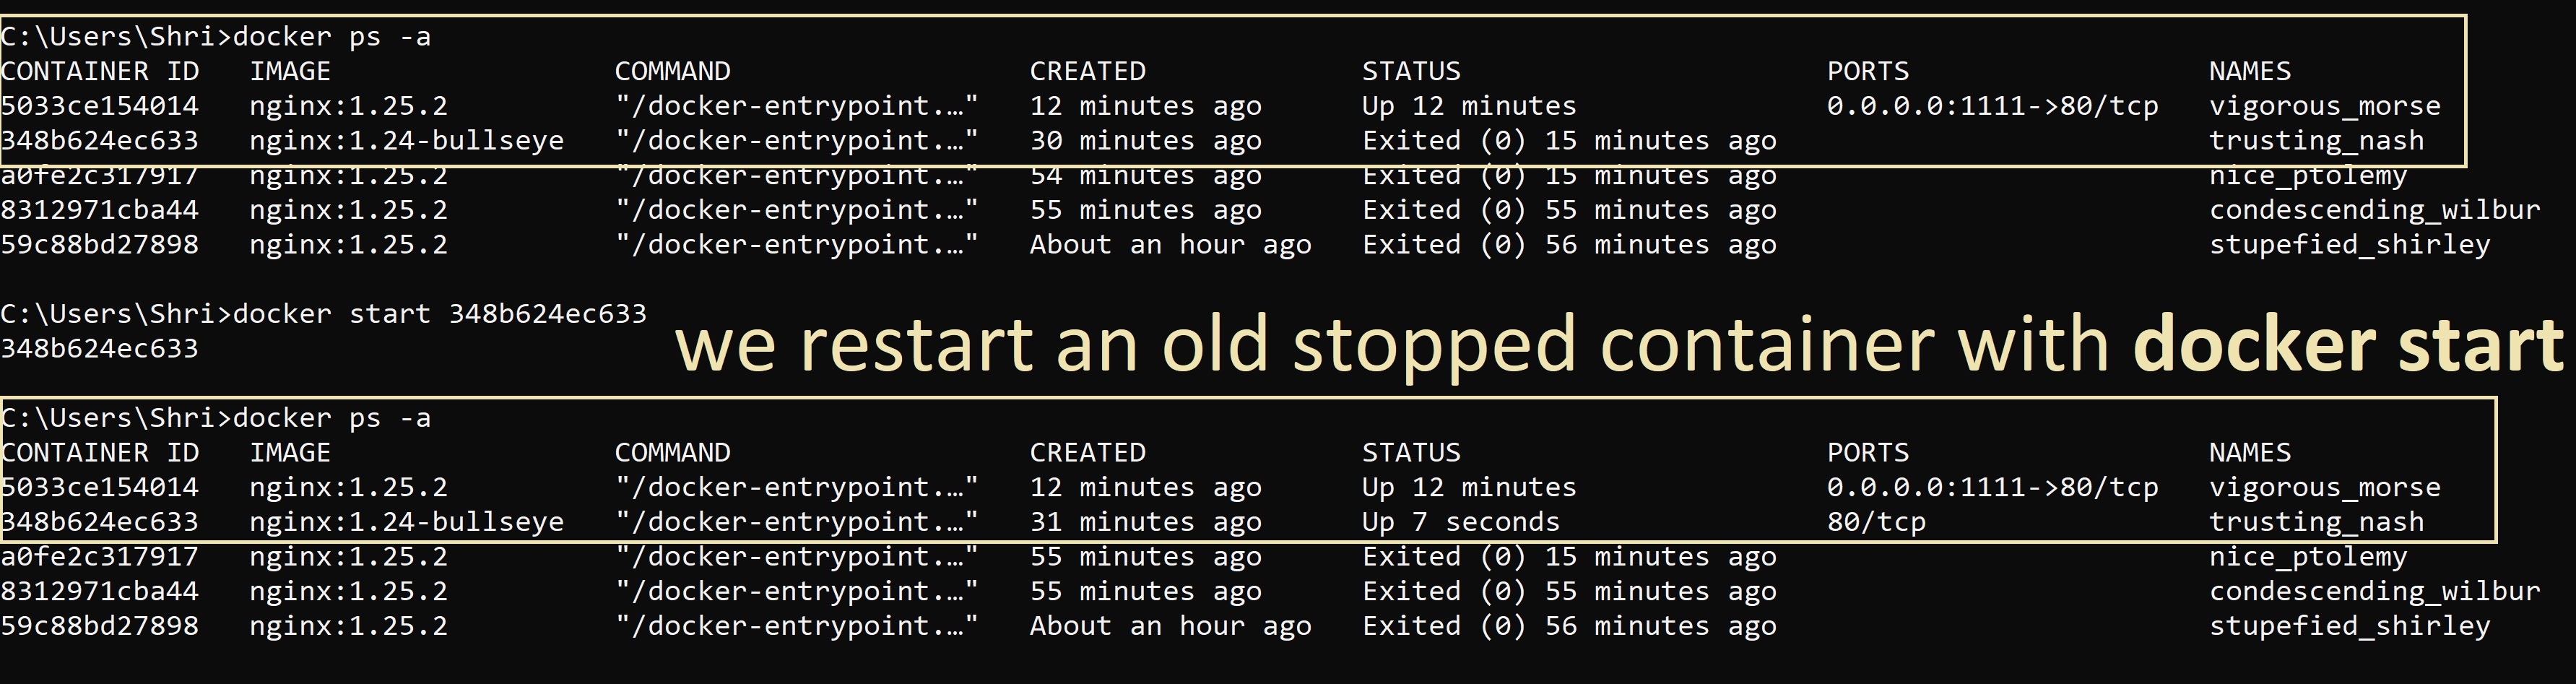 C:\Users\Shri>docker ps -a
CONTAINER ID   IMAGE                 COMMAND                  CREATED             STATUS                      PORTS                  NAMES
5033ce154014   nginx:1.25.2          "/docker-entrypoint.…"   12 minutes ago      Up 12 minutes               0.0.0.0:1111->80/tcp   vigorous_morse
348b624ec633   nginx:1.24-bullseye   "/docker-entrypoint.…"   30 minutes ago      Exited (0) 15 minutes ago                          trusting_nash
a0fe2c317917   nginx:1.25.2          "/docker-entrypoint.…"   54 minutes ago      Exited (0) 15 minutes ago                          nice_ptolemy
8312971cba44   nginx:1.25.2          "/docker-entrypoint.…"   55 minutes ago      Exited (0) 55 minutes ago                          condescending_wilbur
59c88bd27898   nginx:1.25.2          "/docker-entrypoint.…"   About an hour ago   Exited (0) 56 minutes ago                          stupefied_shirley
C:\Users\Shri>docker start 348b624ec633
348b624ec633
we restart an old stopped container with docker start
C:\Users\Shri>docker ps -a
CONTAINER ID   IMAGE                 COMMAND                  CREATED             STATUS                      PORTS                  NAMES
5033ce154014   nginx:1.25.2          "/docker-entrypoint.…"   12 minutes ago      Up 12 minutes               0.0.0.0:1111->80/tcp   vigorous_morse
348b624ec633   nginx:1.24-bullseye   "/docker-entrypoint.…"   31 minutes ago      Up 7 seconds                80/tcp                 trusting_nash
a0fe2c317917   nginx:1.25.2          "/docker-entrypoint.…"   55 minutes ago      Exited (0) 15 minutes ago                          nice_ptolemy
8312971cba44   nginx:1.25.2          "/docker-entrypoint.…"   55 minutes ago      Exited (0) 55 minutes ago                          condescending_wilbur
59c88bd27898   nginx:1.25.2          "/docker-entrypoint.…"   About an hour ago   Exited (0) 56 minutes ago                          stupefied_shirley